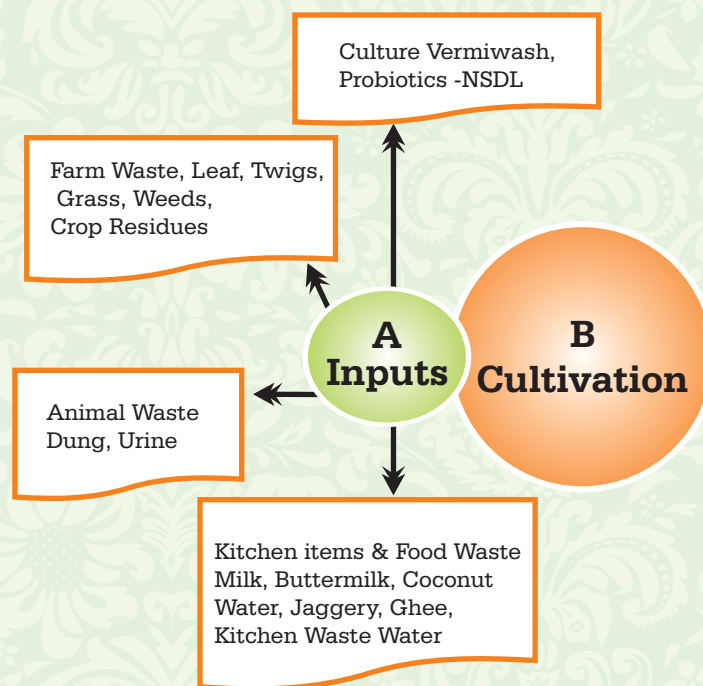 Culture Vermiwash,
Probiotics -NSDL
Farm Waste, Leaf, Twigs,
Grass, Weeds,
Crop Residues
A
Inputs
B
Cultivation
Animal Waste
Dung, Urine
Kitchen items & Food Waste
Milk, Buttermilk, Coconut
Water, Jaggery, Ghee,
Kitchen Waste Water